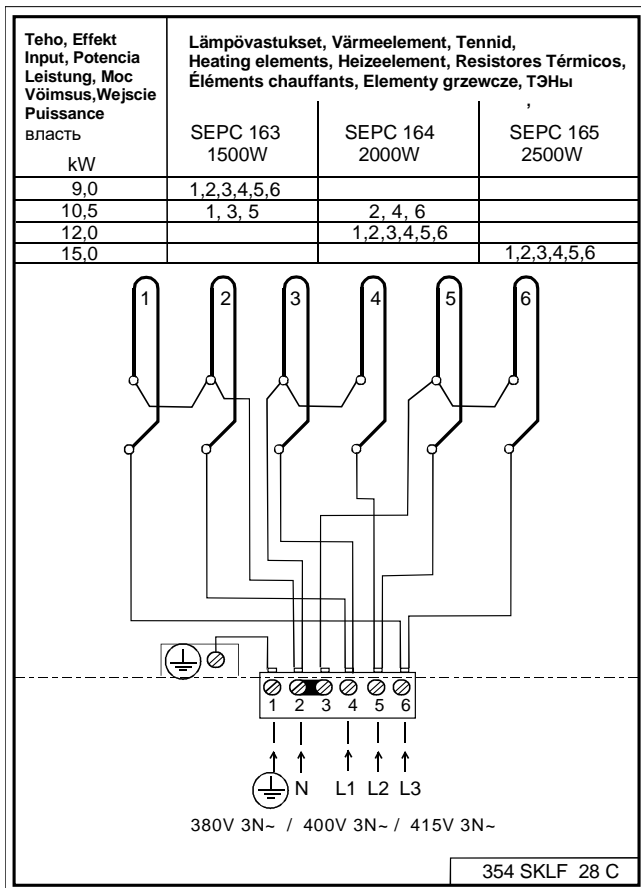 Teho, Effekt
Input, Potencia
Leistung, Moc
Vöimsus,Wejscie
Puissance
власть
kW
Lämpövastukset, Värmeelement, Tennid,
Heating elements, Heizeelement, Resistores Térmicos,
Éléments chauffants, Elementy grzewcze, ТЭНы
,
SEPC 163 SEPC 164 SEPC 165
1500W 2000W 2500W
9,0 1,2,3,4,5,6
10,5 1, 3, 5 2, 4, 6
12,0 1,2,3,4,5,6
15,0 1,2,3,4,5,6
1 2 3 4 5 6
1 2 3 4 5 6
N L1 L2 L3
380V 3N~ / 400V 3N~ / 415V 3N~
354 SKLF 28 C